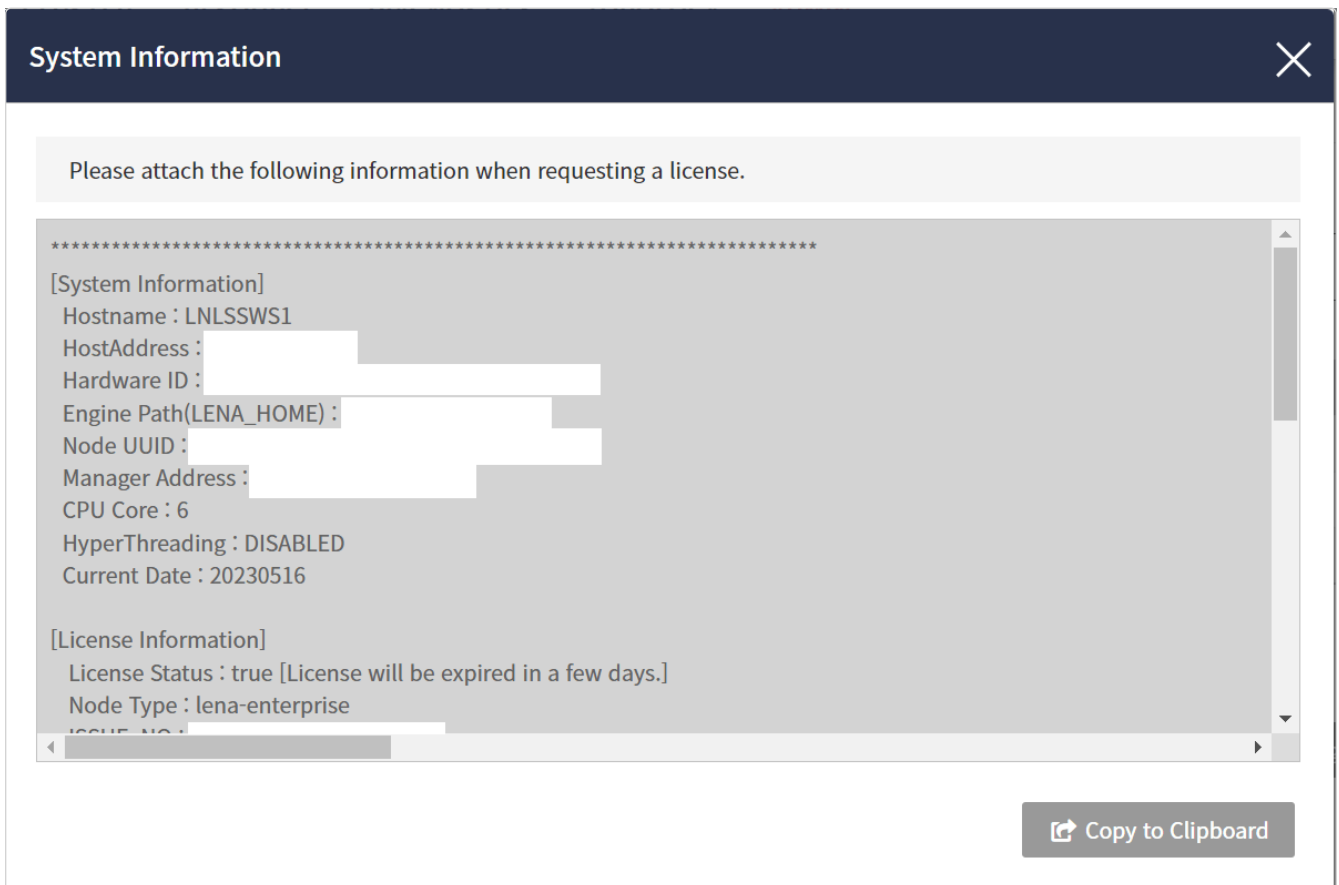 System Information
Please attach the following information when requesting a license.
****************************************************************************
[System Information]
Hostname : LNLSSWS1
HostAddress :
Hardware ID :
Engine Path(LENA_HOME) :
Node UUID :
Manager Address :
CPU Core : 6
HyperThreading : DISABLED
Current Date : 20230516
[License Information]
License Status : true [License will be expired in a few days.]
Node Type : lena-enterprise
ISSUE_NO :
Copy to Clipboard